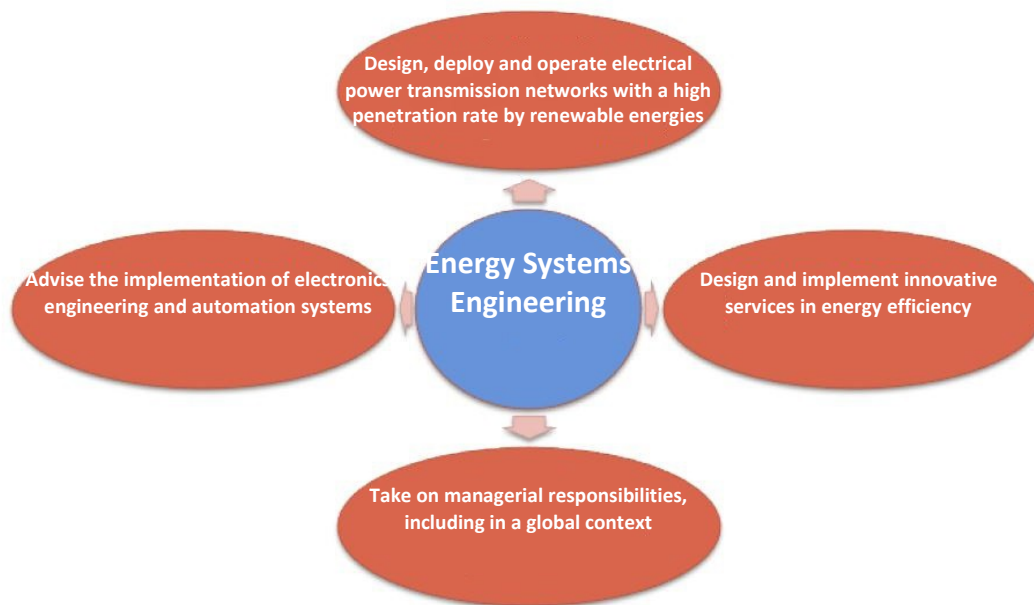 Design, deploy and operate electrical
power transmission networks with a high
penetration rate by renewable energies
Advise the implementation of electronics
engineering and automation systems
Energy Systems
Engineering
Design and implement innovative
services in energy efficiency
Take on managerial responsibilities,
including in a global context